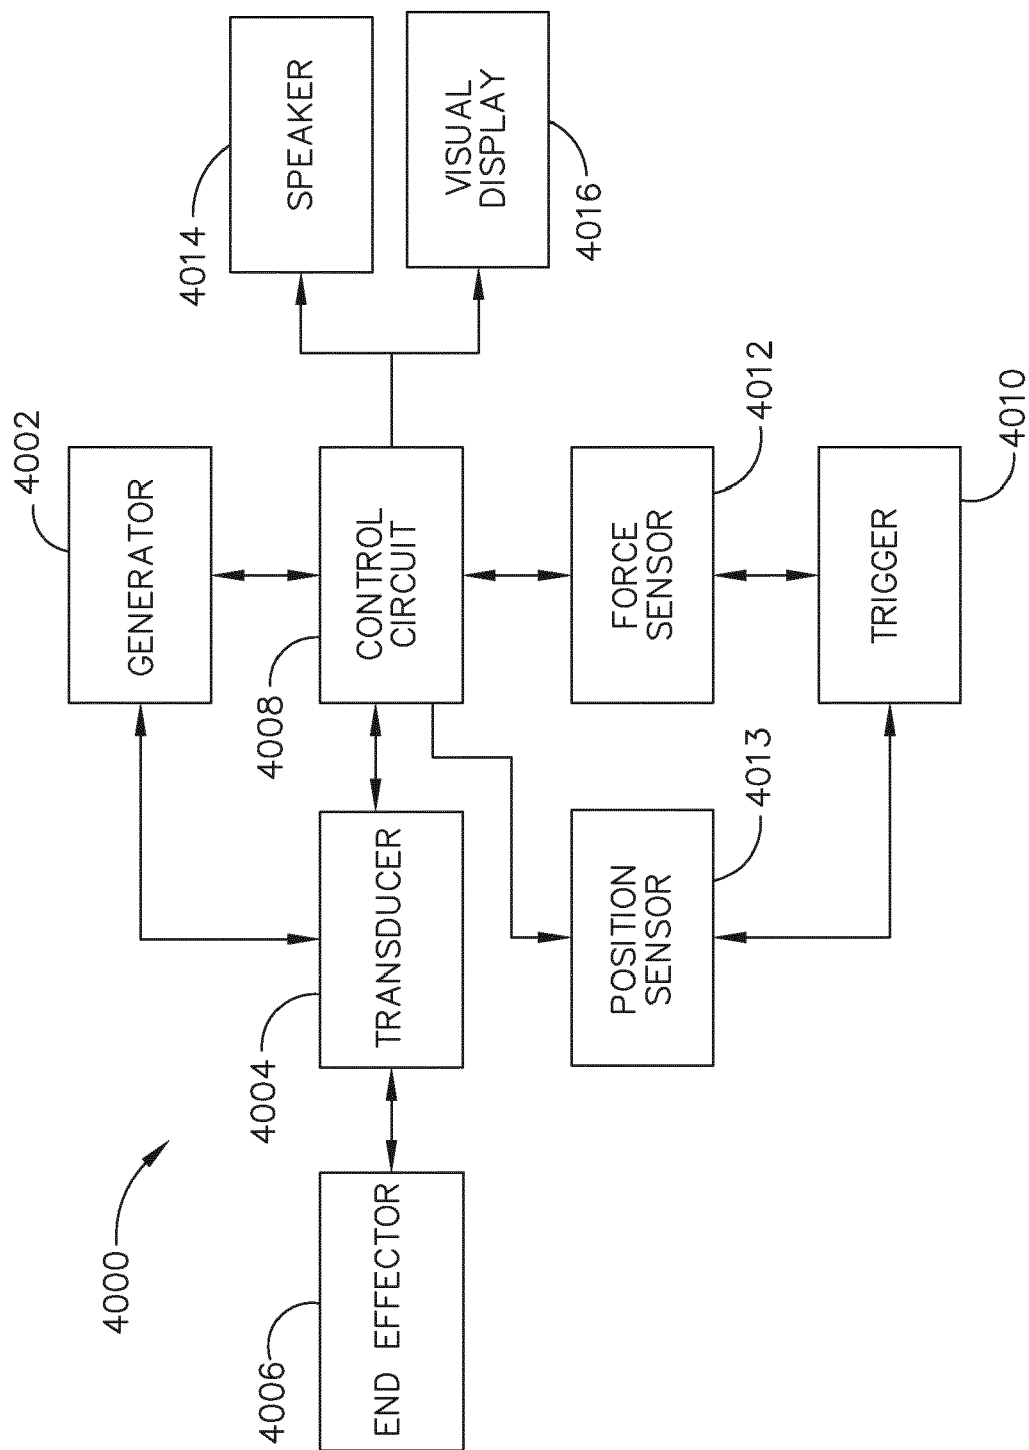 4000
4006
END EFFECTOR
4004
TRANSDUCER
4002
GENERATOR
4008
CONTROL
CIRCUIT
4014
SPEAKER
VISUAL
DISPLAY
4016
POSITION
SENSOR
4013
FORCE
SENSOR
4012
TRIGGER
4010